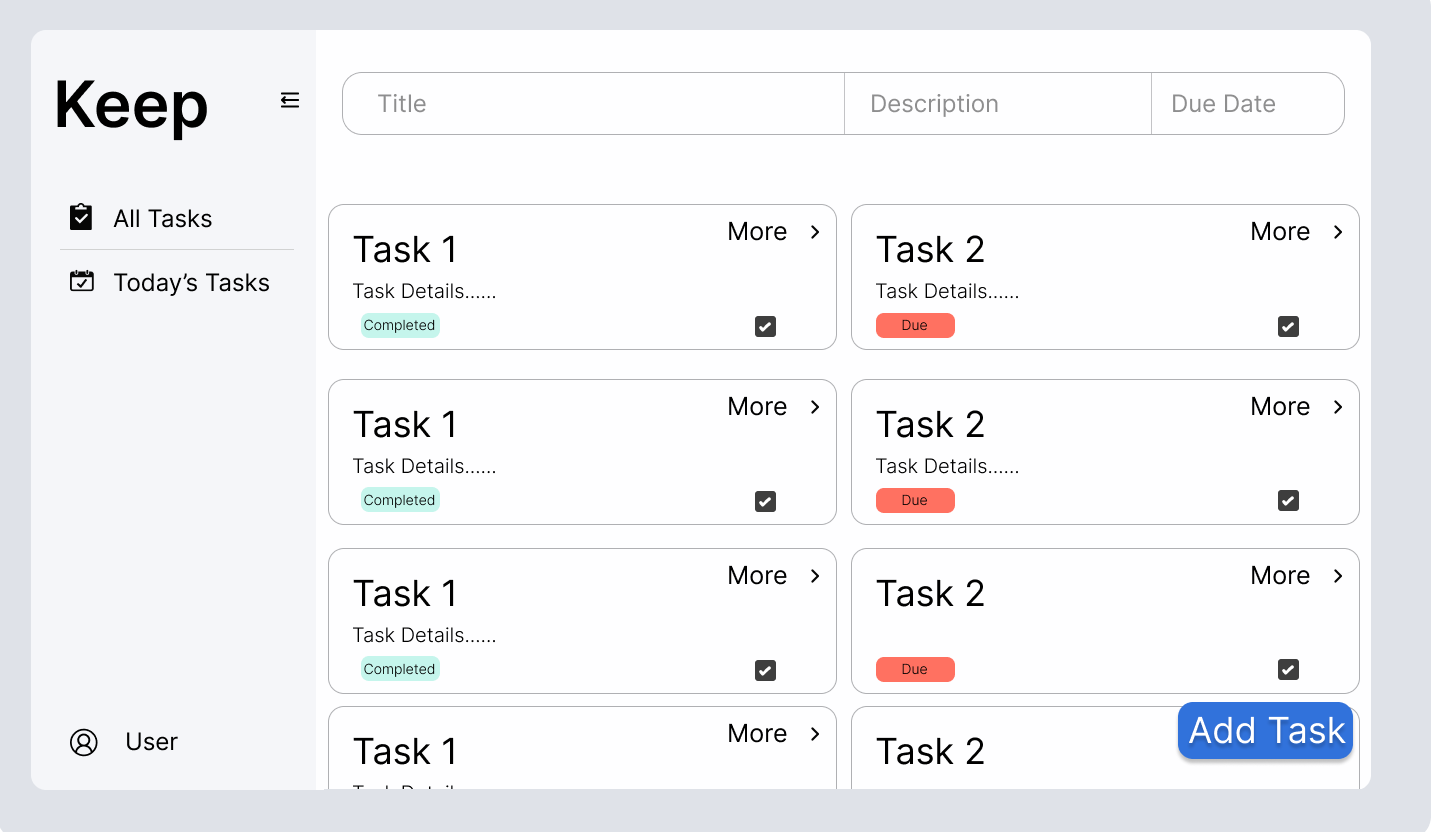 Keep
All Tasks
Today’s Tasks
User
Title
Description
Due Date
Task 1
More
Task Details......
Completed
Task 2
More
Task Details......
Due
Task 1
More
Task Details......
Completed
Task 2
More
Task Details......
Due
Task 1
More
Task Details......
Completed
Task 2
More
Due
Task 1
More
Task 2
Add Task